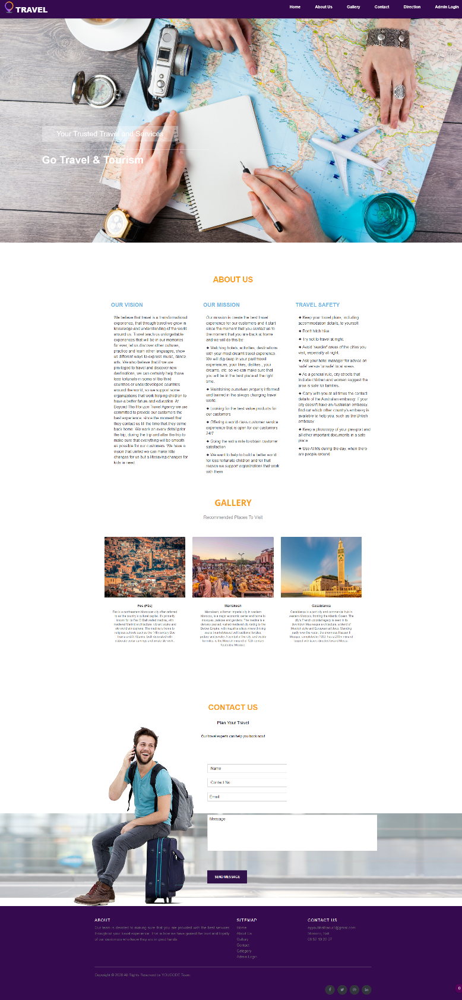 TRAVEL
Home About Us Gallery Contact Direction Admin Login
Your Trusted Travel and Services
Go Travel & Tourism
ABOUT US
OUR VISION
We believe that travel is a transformational
experience, that through travel we grow in
knowledge and understanding of the world
around us. Travel teach us unforgettable
experiences that will be in our memories
for ever, let us discover other cultures,
practice and learn other languages, show
us different ways to express music, dance,
arts. We also believe that if we are
privileged to travel and discover new
destinations, we can certainly help those
less fortunate in some of the third
countries or underdeveloped countries
around the world, so we support some
organizations that work helping children to
have a better future and education. At
Beyond The Horizon Travel Agency we are
committed to provide our customers the
best experience, since the moment that
they contact us till the time that they come
back home. We work on every detail prior
the trip, during the trip and after the trip to
make sure that everything will be smooth
as possible for our customers. We have a
vision that united we can make little
changes for us but a lifesaving changes for
kids in need.
OUR MISSION
Our mission is create the best travel
experience for our customers and it start
since the moment that you contact us to
the moment that you are back at home
and we will do this by:
◆ Matching hotels, activities, destinations
with your most dreamt travel experience.
We will dig deep in your past travel
experiences, your likes, dislikes , your
dreams, etc. so we can make sure that
you will be in the best place at the right
time.
◆ Maintaining ourselves properly informed
and trained in the always changing travel
world.
◆ Looking for the best value products for
our customers
◆ Offering a world class customer service
experience that is open for our customers
24/7
◆ Going the extra mile to obtain customer
satisfaction
◆ We want to help to build a better world
for less fortunate children and for that
reason we support organizations that work
with them
TRAVEL SAFETY
◆ Keep your travel plans, including
accommodation details, to yourself.
◆ Don't hitch hike
◆ Try not to travel at night.
◆ Avoid 'seedier' areas of the cities you
visit, especially at night.
◆ Ask your hotel manager for advice on
'safe' versus 'unsafe' local areas.
◆ As a general rule, city streets that
include children and women suggest the
area is safe for families.
◆ Carry with you at all times the contact
details of the Australian embassy. If your
city doesn't have an Australian embassy,
find out which other country's embassy is
available to help you, such as the British
embassy
◆ Keep a photocopy of your passport and
all other important documents in a safe
place
◆ Use ATMs during the day, when there
are people around
GALLERY
Recommended Places To Visit
Fes (Fès)
Fes is a northeastern Moroccan city often referred
to as the country's cultural capital. It's primarily
known for its Fes El Bali walled medina, with
medieval Marinid architecture, vibrant souks and
old-world atmosphere. The medina is home to
religious schools such as the 14th-century Bou
Inania and Al Attarine, both decorated with
elaborate cedar carvings and ornate tile work.
Marrakesh
Marrakesh, a former imperial city in western
Morocco, is a major economic center and home to
mosques, palaces and gardens. The medina is a
densely packed, walled medieval city dating to the
Berber Empire, with mazelike alleys where thriving
souks (marketplaces) sell traditional textiles,
pottery and jewelry. A symbol of the city, and visible
for miles, is the Moorish minaret of 12th-century
Koutoubia Mosque.
Casablanca
Casablanca is a port city and commercial hub in
western Morocco, fronting the Atlantic Ocean. The
city's French colonial legacy is seen in its
downtown Mauresque architecture, a blend of
Moorish style and European art deco. Standing
partly over the water, the enormous Hassan II
Mosque, completed in 1993, has a 210m minaret
topped with lasers directed toward Mecca.
CONTACT US
Plan Your Travel
Our travel experts can help you book now!
Name
Contact No
Email
Message
SEND MESSAGE
ABOUT
Our team is devoted to making sure that you are provided with the best services
throughout your travel experience. That is how we have gained the trust and loyalty
of our customers who know they are in good hands.
SITEMAP
Home
About Us
Gallery
Contact
Category
Admin Login
CONTACT US
Morroco, Safi
06 52 19 22 07
Copyright © 2020 All Rights Reserved by YOUCODE Team